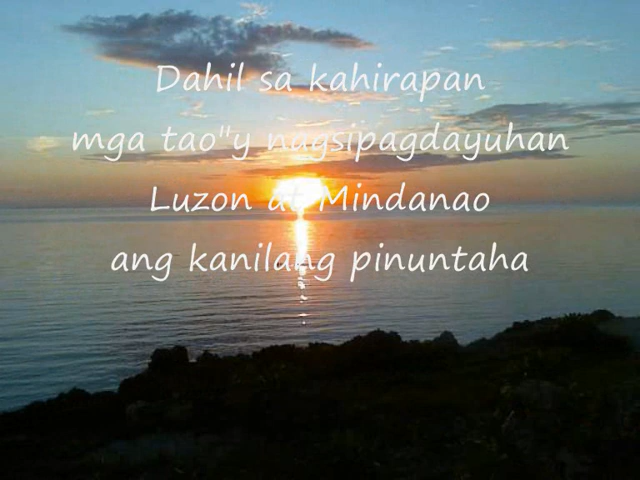 Dahil sa kahirapan
mga tao"y nagsipagdayuhan
Luzon at Mindanao
ang kanilang pinuntaha